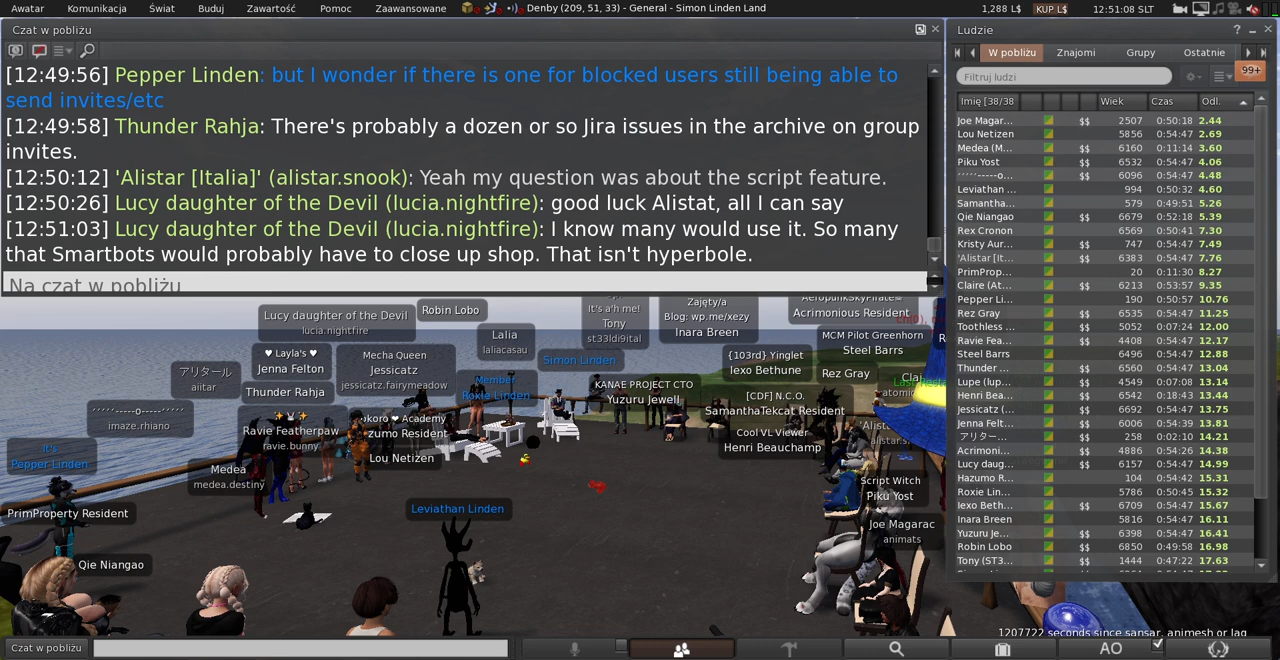 Awatar Komunikacja Świat Buduj Zawartość Pomoc Zaawansowane Denby (209, 51, 33) - General - Simon Linden Land 1,288 L$ KUP L$ 12:51:08 SLT
Czat w pobliżu
[12:49:56] Pepper Linden: but I wonder if there is one for blocked users still being able to
send invites/etc
[12:49:58] Thunder Rahja: There's probably a dozen or so Jira issues in the archive on group
invites.
[12:50:12] 'Alistar [Italia]' (alistar.snook): Yeah my question was about the script feature.
[12:50:26] Lucy daughter of the Devil (lucia.nightfire): good luck Alistat, all I can say
[12:51:03] Lucy daughter of the Devil (lucia.nightfire): I know many would use it. So many
that Smartbots would probably have to close up shop. That isn't hyperbole.
Na czat w pobliżu
Ludzie
W pobliżu Znajomi Grupy Ostatnie
99+
Filtruj ludzi
Imię [38/38 Wiek Czas Odl.
Joe Magar... $$ 2507 0:50:18 2.44
Lou Netizen 5856 0:54:47 2.69
Medea (M... $$ 6160 0:11:14 3.60
Piku Yost $$ 6532 0:54:47 4.06
′′′′′-----o... $$ 6096 0:54:47 4.48
Leviathan ... 994 0:50:32 4.60
Samantha... 579 0:49:51 5.26
Qie Niangao $$ 6679 0:52:18 5.39
Rex Cronon 6569 0:50:41 7.30
Kristy Aur... $$ 747 0:54:47 7.49
'Alistar [It... $$ 6383 0:54:47 7.76
PrimProp... 20 0:11:30 8.27
Claire (At... $$ 6213 0:53:57 9.35
Pepper Li... 190 0:50:57 10.76
Rez Gray $$ 6535 0:54:47 11.25
Toothless ... $$ 5052 0:07:24 12.00
Ravie Fea... $$ 4408 0:54:47 12.17
Steel Barrs 6496 0:54:47 12.88
Thunder ... $$ 6560 0:54:47 13.04
Lupe (lup... $$ 4549 0:07:08 13.14
Henri Bea... $$ 6542 0:18:43 13.44
Jessicatz (... $$ 6692 0:54:47 13.75
Jenna Felt... $$ 6006 0:54:39 13.81
アリター... $$ 258 0:02:10 14.21
Acrimoni... $$ 4886 0:54:26 14.38
Lucy daug... $$ 6157 0:54:47 14.99
Hazumo R... 104 0:54:42 15.31
Roxie Lin... 5786 0:50:45 15.32
Iexo Beth... $$ 6709 0:54:47 15.67
Inara Breen 5816 0:54:47 16.11
Yuzuru Je... $$ 6398 0:54:47 16.41
Robin Lobo $$ 6850 0:49:58 16.98
Tony (ST3... $$ 1444 0:47:22 17.63
Lucy daughter of the Devil
lucia.nightfire
Robin Lobo
It's a'h me!
Tony
st33ldi9ital
Zajęty/a
Blog: wp.me/xezy
Inara Breen
Acrimonious Resident
Lalia
laliacasau
Simon Linden
MCM Pilot Greenhorn
Steel Barrs
♥ Layla's ♥
Jenna Felton
Mecha Queen
Jessicatz
jessicatz.fairymeadow
{103rd} Yinglet
Iexo Bethune
Rez Gray
アリタール
aiitar
Thunder Rahja
Member
Roxie Linden
KANAE PROJECT CTO
Yuzuru Jewell
[CDF] N.C.O.
SamanthaTekcat Resident
′′′′′-----o-′′′′′
imaze.rhiano
Ravie Featherpaw
ravie.bunny
zumo Resident
Cool VL Viewer
Henri Beauchamp
It's
Pepper Linden
Medea
medea.destiny
Lou Netizen
Script Witch
Piku Yost
PrimProperty Resident
Leviathan Linden
Joe Magarac
animats
Qie Niangao
1207722 seconds since sansar, animesh or lag
Czat w pobliżu
AO